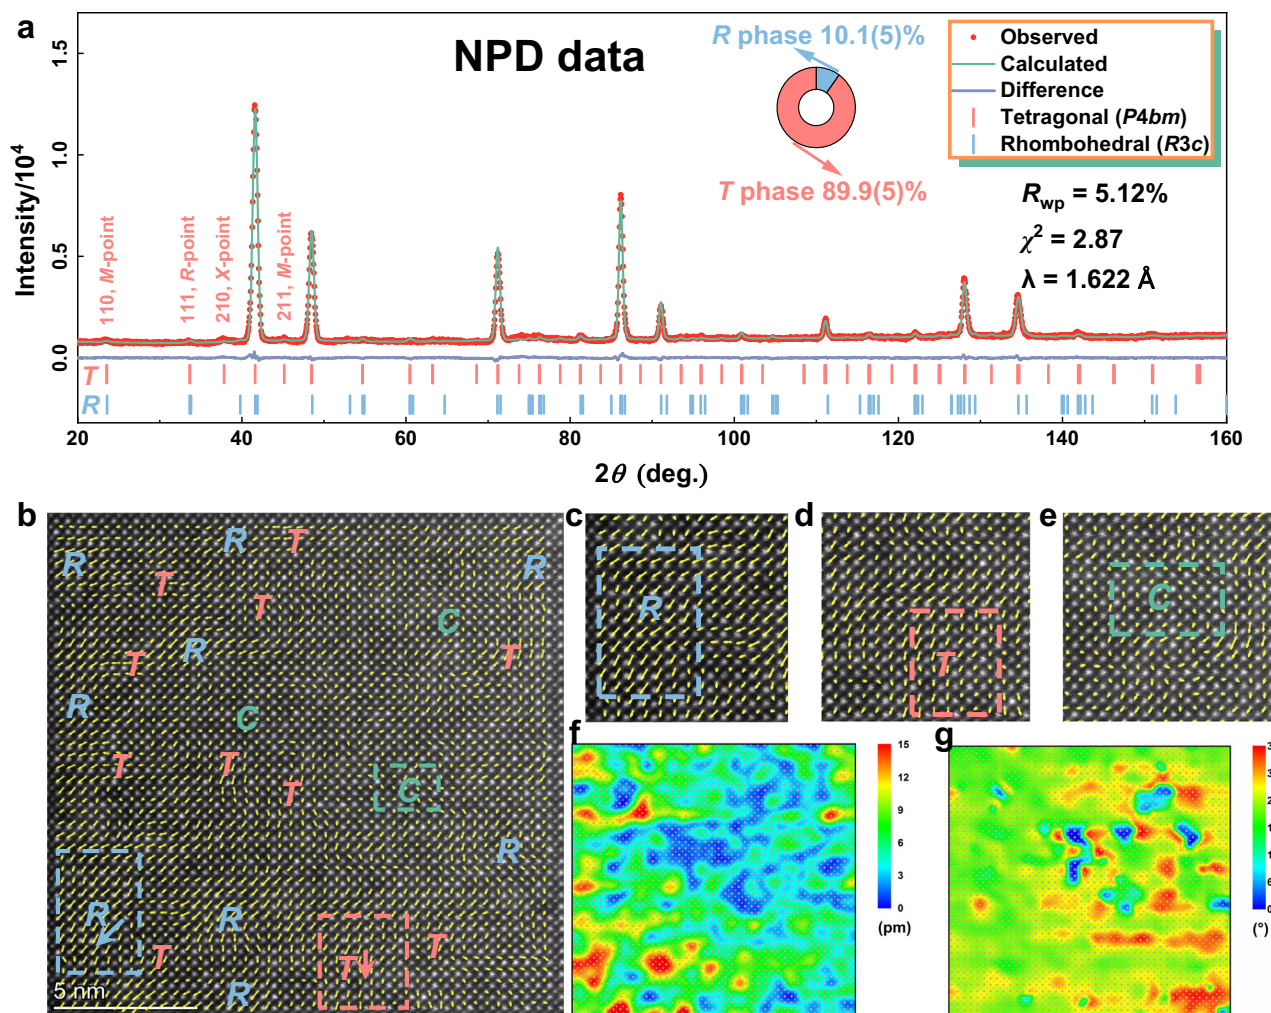 a
NPD data
R phase 10.1(5)%
T phase 89.9(5)%
Observed
Calculated
Difference
Tetragonal (P4bm)
Rhombohedral (R3c)
Rwp = 5.12%
χ² = 2.87
λ = 1.622 Å
Intensity/10⁴
1.5
1.0
0.5
0.0
110, M-point
111, R-point
210, X-point
211, M-point
T
R
20
40
60
80
100
120
140
160
2θ (deg.)
b
R
T
R
R
T
T
C
R
T
T
R
C
T
T
T
C
R
R
R
T
T
T
R
5 nm
c
R
d
T
e
C
f
15
12
9
6
3
0
(pm)
g
(°)